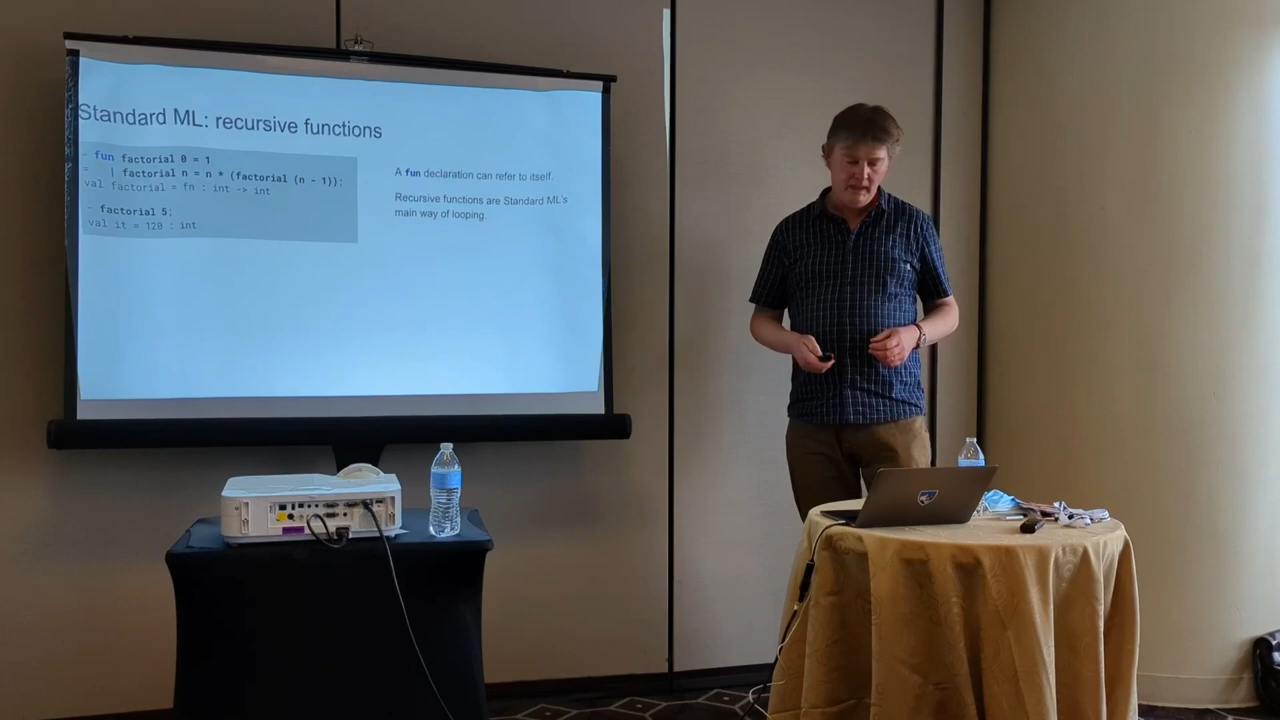 Standard ML: recursive functions
- fun factorial 0 = 1
= | factorial n = n * (factorial (n - 1));
val factorial = fn : int -> int
- factorial 5;
val it = 120 : int
A fun declaration can refer to itself.
Recursive functions are Standard ML's
main way of looping.